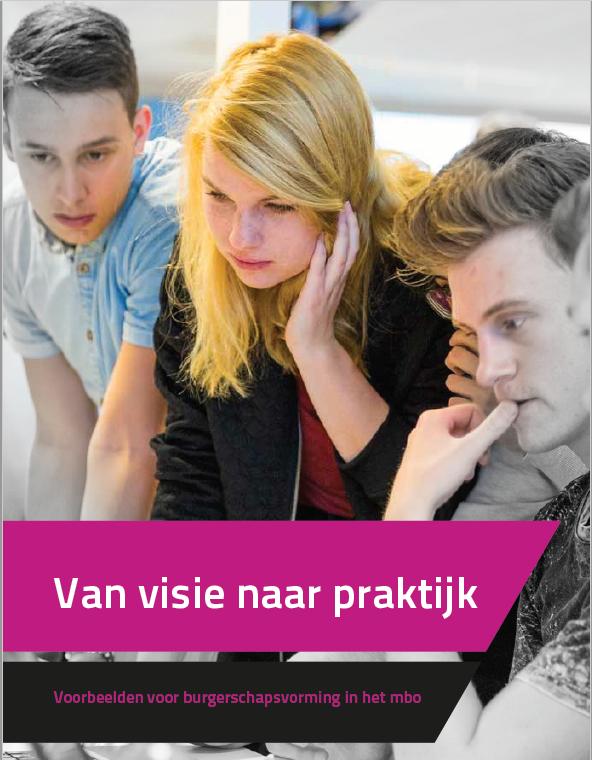 Van visie naar praktijk
Voorbeelden voor burgerschapsvorming in het mbo